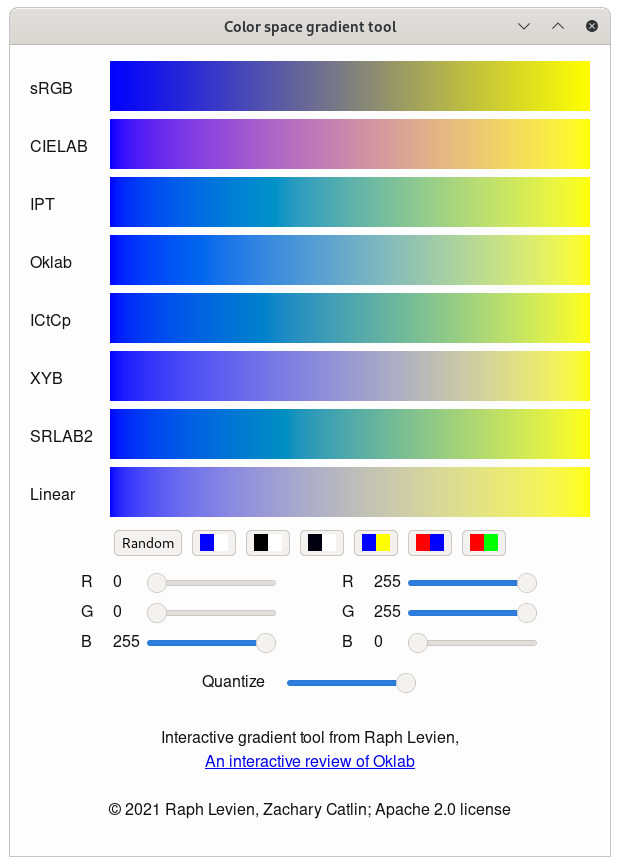 Color space gradient tool
sRGB
CIELAB
IPT
Oklab
ICtCp
XYB
SRLAB2
Linear
Random
R 0 R 255
G 0 G 255
B 255 B 0
Quantize
Interactive gradient tool from Raph Levien,
An interactive review of Oklab
© 2021 Raph Levien, Zachary Catlin; Apache 2.0 license